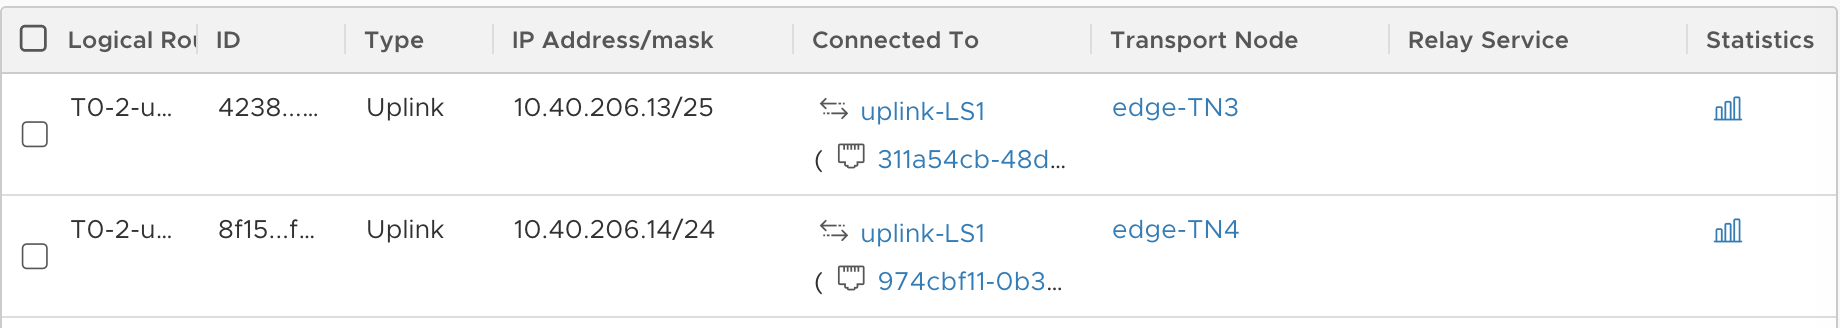 Logical Rou ID Type IP Address/mask Connected To Transport Node Relay Service Statistics
T0-2-u... 4238...... Uplink 10.40.206.13/25 uplink-LS1 edge-TN3
( 311a54cb-48d...
T0-2-u... 8f15...f... Uplink 10.40.206.14/24 uplink-LS1 edge-TN4
( 974cbf11-0b3...